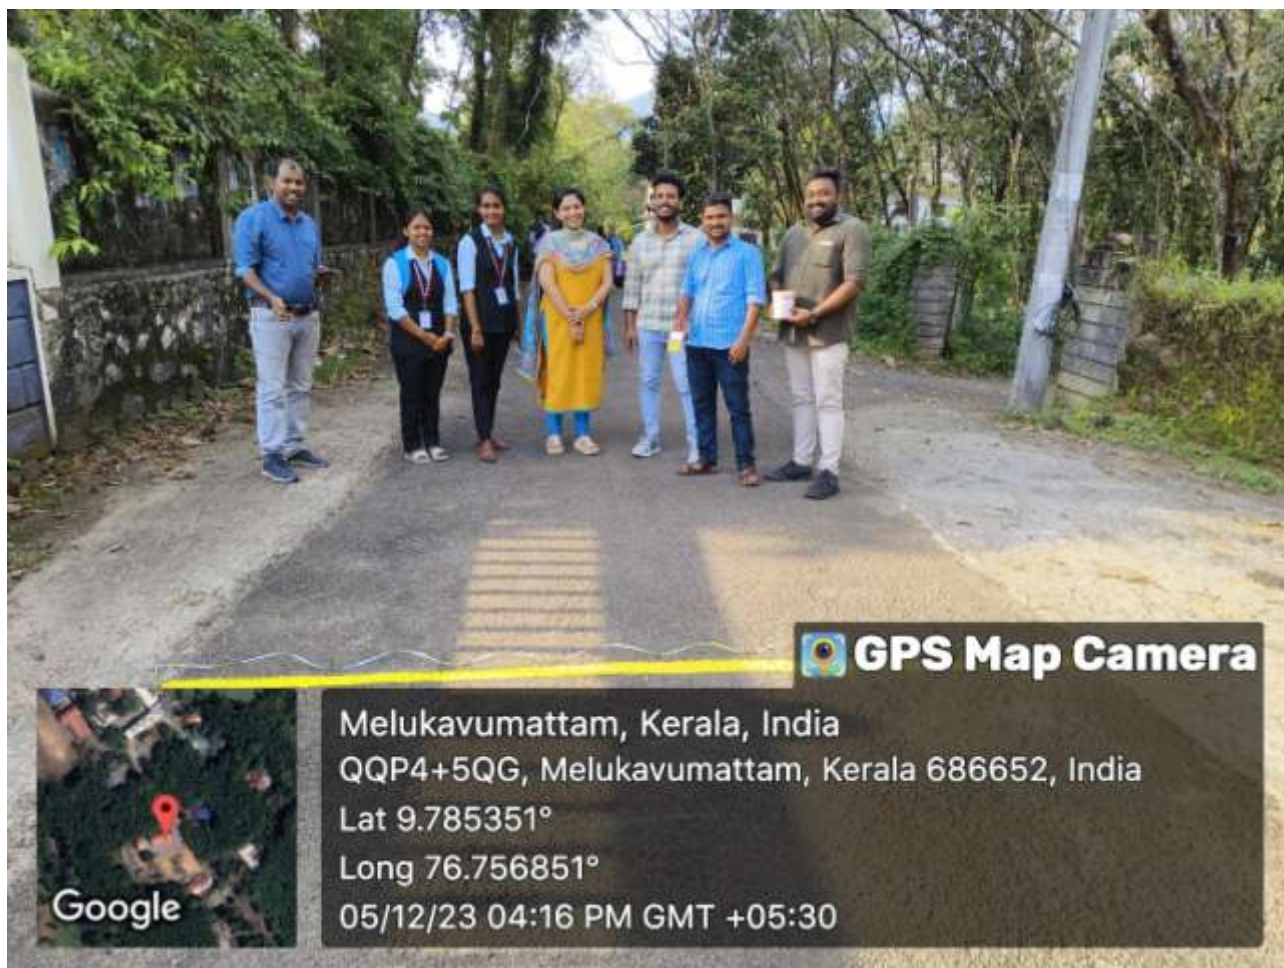 GPS Map Camera
Melukavumattam, Kerala, India
QQP4+5QG, Melukavumattam, Kerala 686652, India
Lat 9.785351°
Long 76.756851°
05/12/23 04:16 PM GMT +05:30
Google